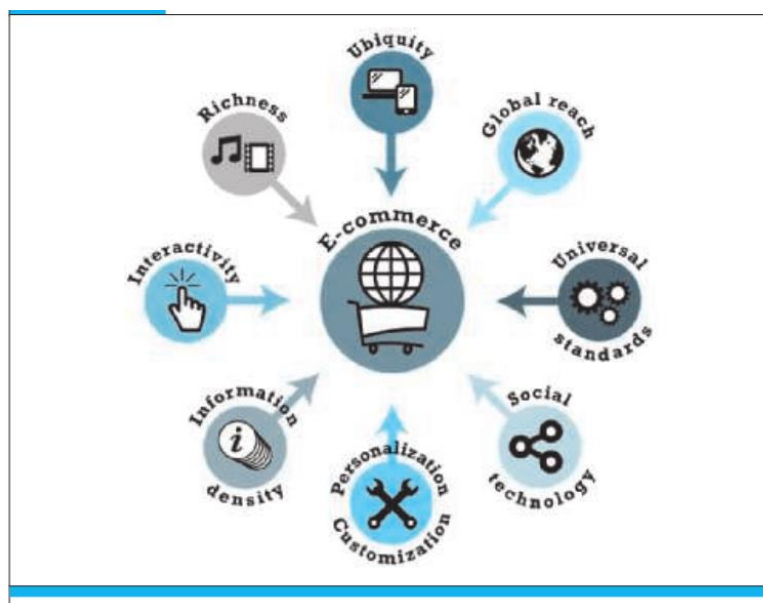 Ubiquity
Richness
Global reach
E-commerce
Interactivity
Universal
standards
Information
density
Social
technology
Personalization
Customization
i